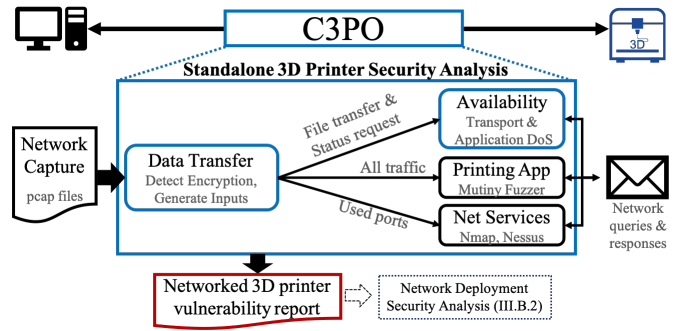 C3PO
3D
Standalone 3D Printer Security Analysis
Network
Capture
pcap files
Data Transfer
Detect Encryption,
Generate Inputs
File transfer &
Status request
All traffic
Used ports
Availability
Transport &
Application DoS
Printing App
Mutiny Fuzzer
Net Services
Nmap, Nessus
Network
queries &
responses
Networked 3D printer
vulnerability report
Network Deployment
Security Analysis (III.B.2)